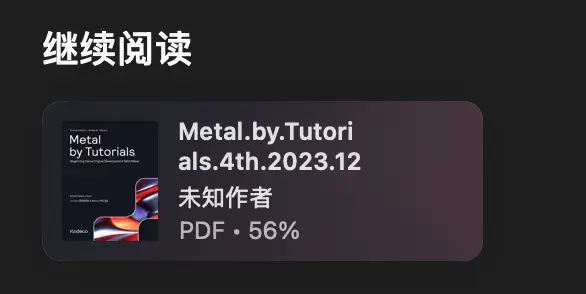 继续阅读
Metal
by Tutorials
Metal.by.Tutori
als.4th.2023.12
未知作者
PDF • 56%
Kodeco